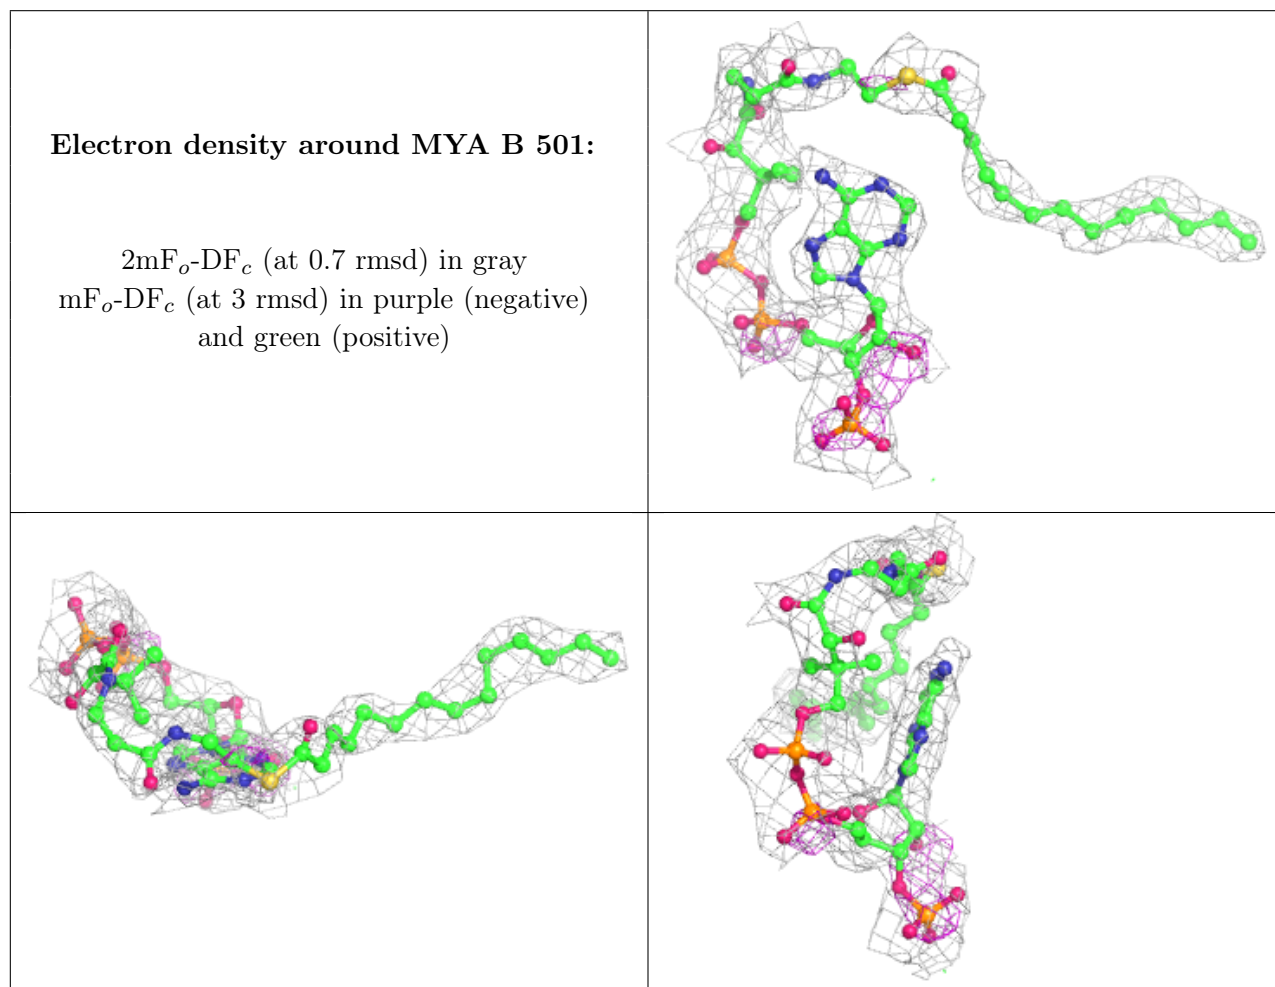 Electron density around MYA B 501:
2mFₒ-DF𝒸 (at 0.7 rmsd) in gray
mFₒ-DF𝒸 (at 3 rmsd) in purple (negative)
and green (positive)